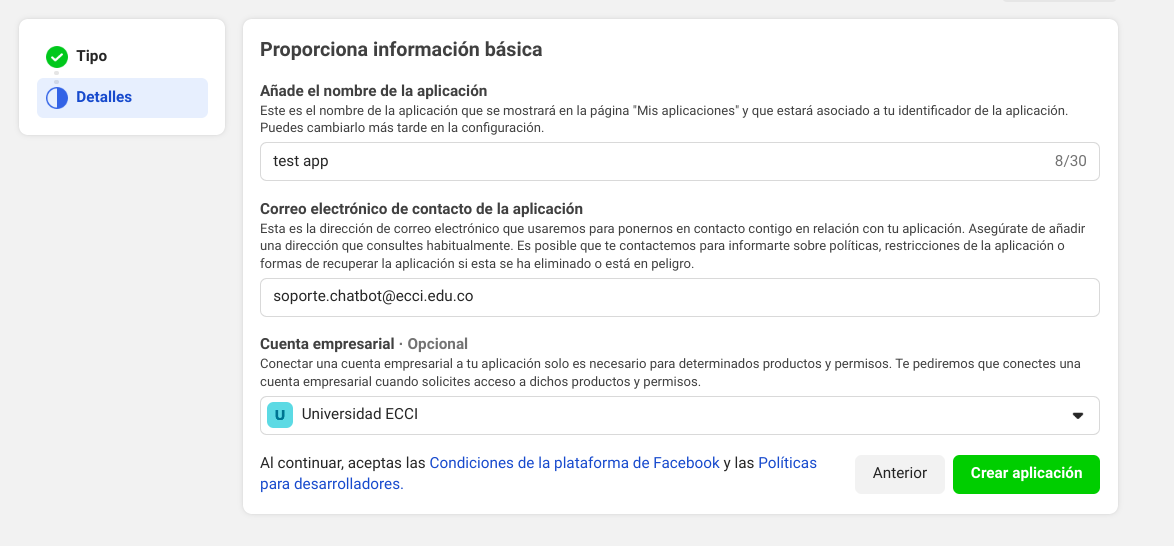 Tipo
Detalles
Proporciona información básica
Añade el nombre de la aplicación
Este es el nombre de la aplicación que se mostrará en la página "Mis aplicaciones" y que estará asociado a tu identificador de la aplicación.
Puedes cambiarlo más tarde en la configuración.
test app 8/30
Correo electrónico de contacto de la aplicación
Esta es la dirección de correo electrónico que usaremos para ponernos en contacto contigo en relación con tu aplicación. Asegúrate de añadir
una dirección que consultes habitualmente. Es posible que te contactemos para informarte sobre políticas, restricciones de la aplicación o
formas de recuperar la aplicación si esta se ha eliminado o está en peligro.
soporte.chatbot@ecci.edu.co
Cuenta empresarial · Opcional
Conectar una cuenta empresarial a tu aplicación solo es necesario para determinados productos y permisos. Te pediremos que conectes una
cuenta empresarial cuando solicites acceso a dichos productos y permisos.
U Universidad ECCI
Al continuar, aceptas las Condiciones de la plataforma de Facebook y las Políticas
para desarrolladores.
Anterior Crear aplicación